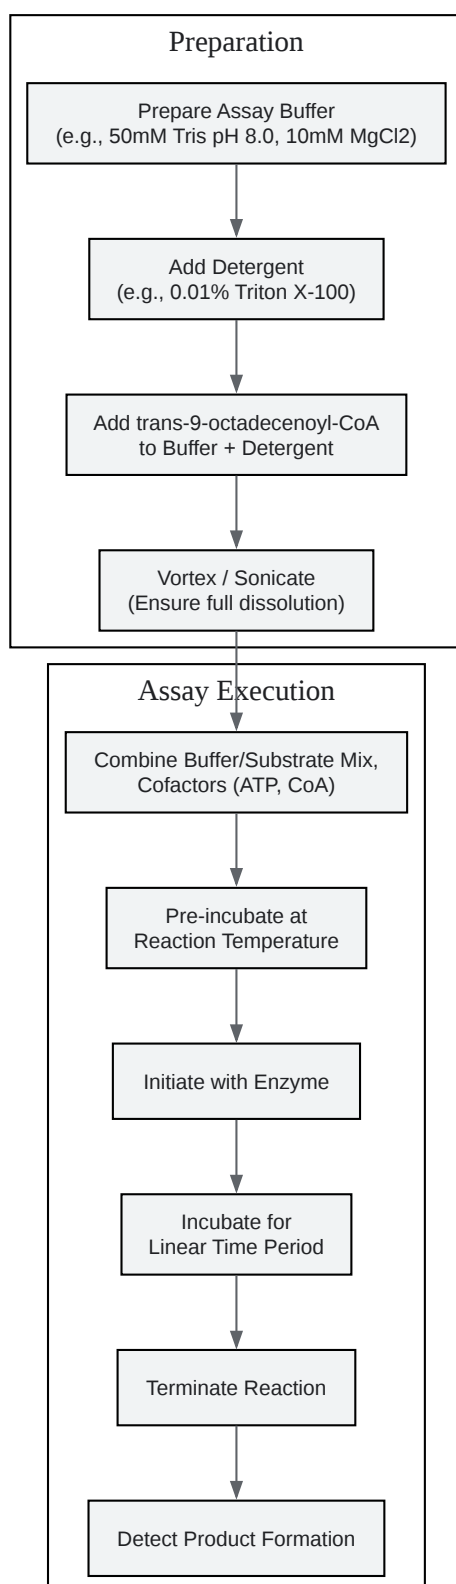 Preparation
Prepare Assay Buffer
(e.g., 50mM Tris pH 8.0, 10mM MgCl2)
Add Detergent
(e.g., 0.01% Triton X-100)
Add trans-9-octadecenoyl-CoA
to Buffer + Detergent
Vortex / Sonicate
(Ensure full dissolution)
Assay Execution
Combine Buffer/Substrate Mix,
Cofactors (ATP, CoA)
Pre-incubate at
Reaction Temperature
Initiate with Enzyme
Incubate for
Linear Time Period
Terminate Reaction
Detect Product Formation